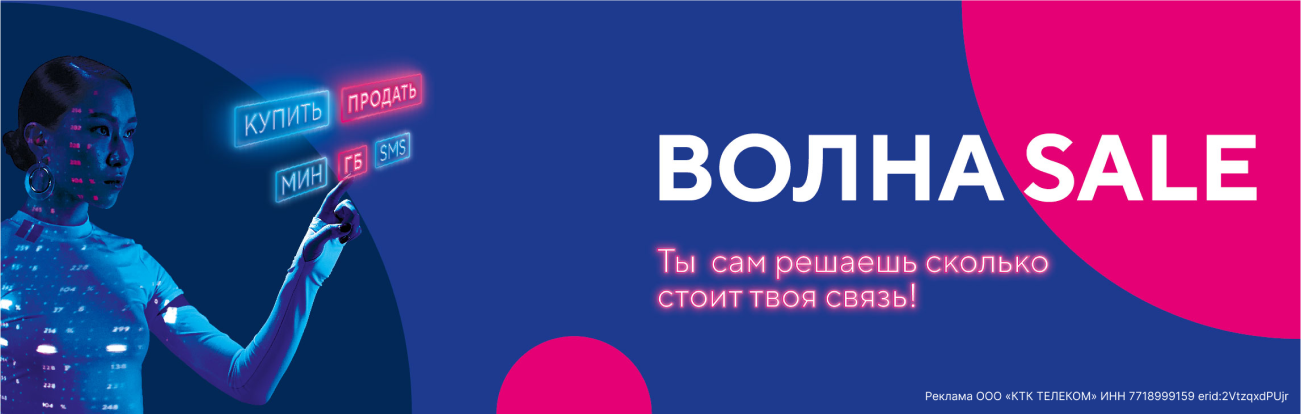 КУПИТЬ ПРОДАТЬ
МИН ГБ SMS
ВОЛНА SALE
Ты сам решаешь сколько
стоит твоя связь!
Реклама ООО «КТК ТЕЛЕКОМ» ИНН 7718999159 erid:2VtzqxdPUjr